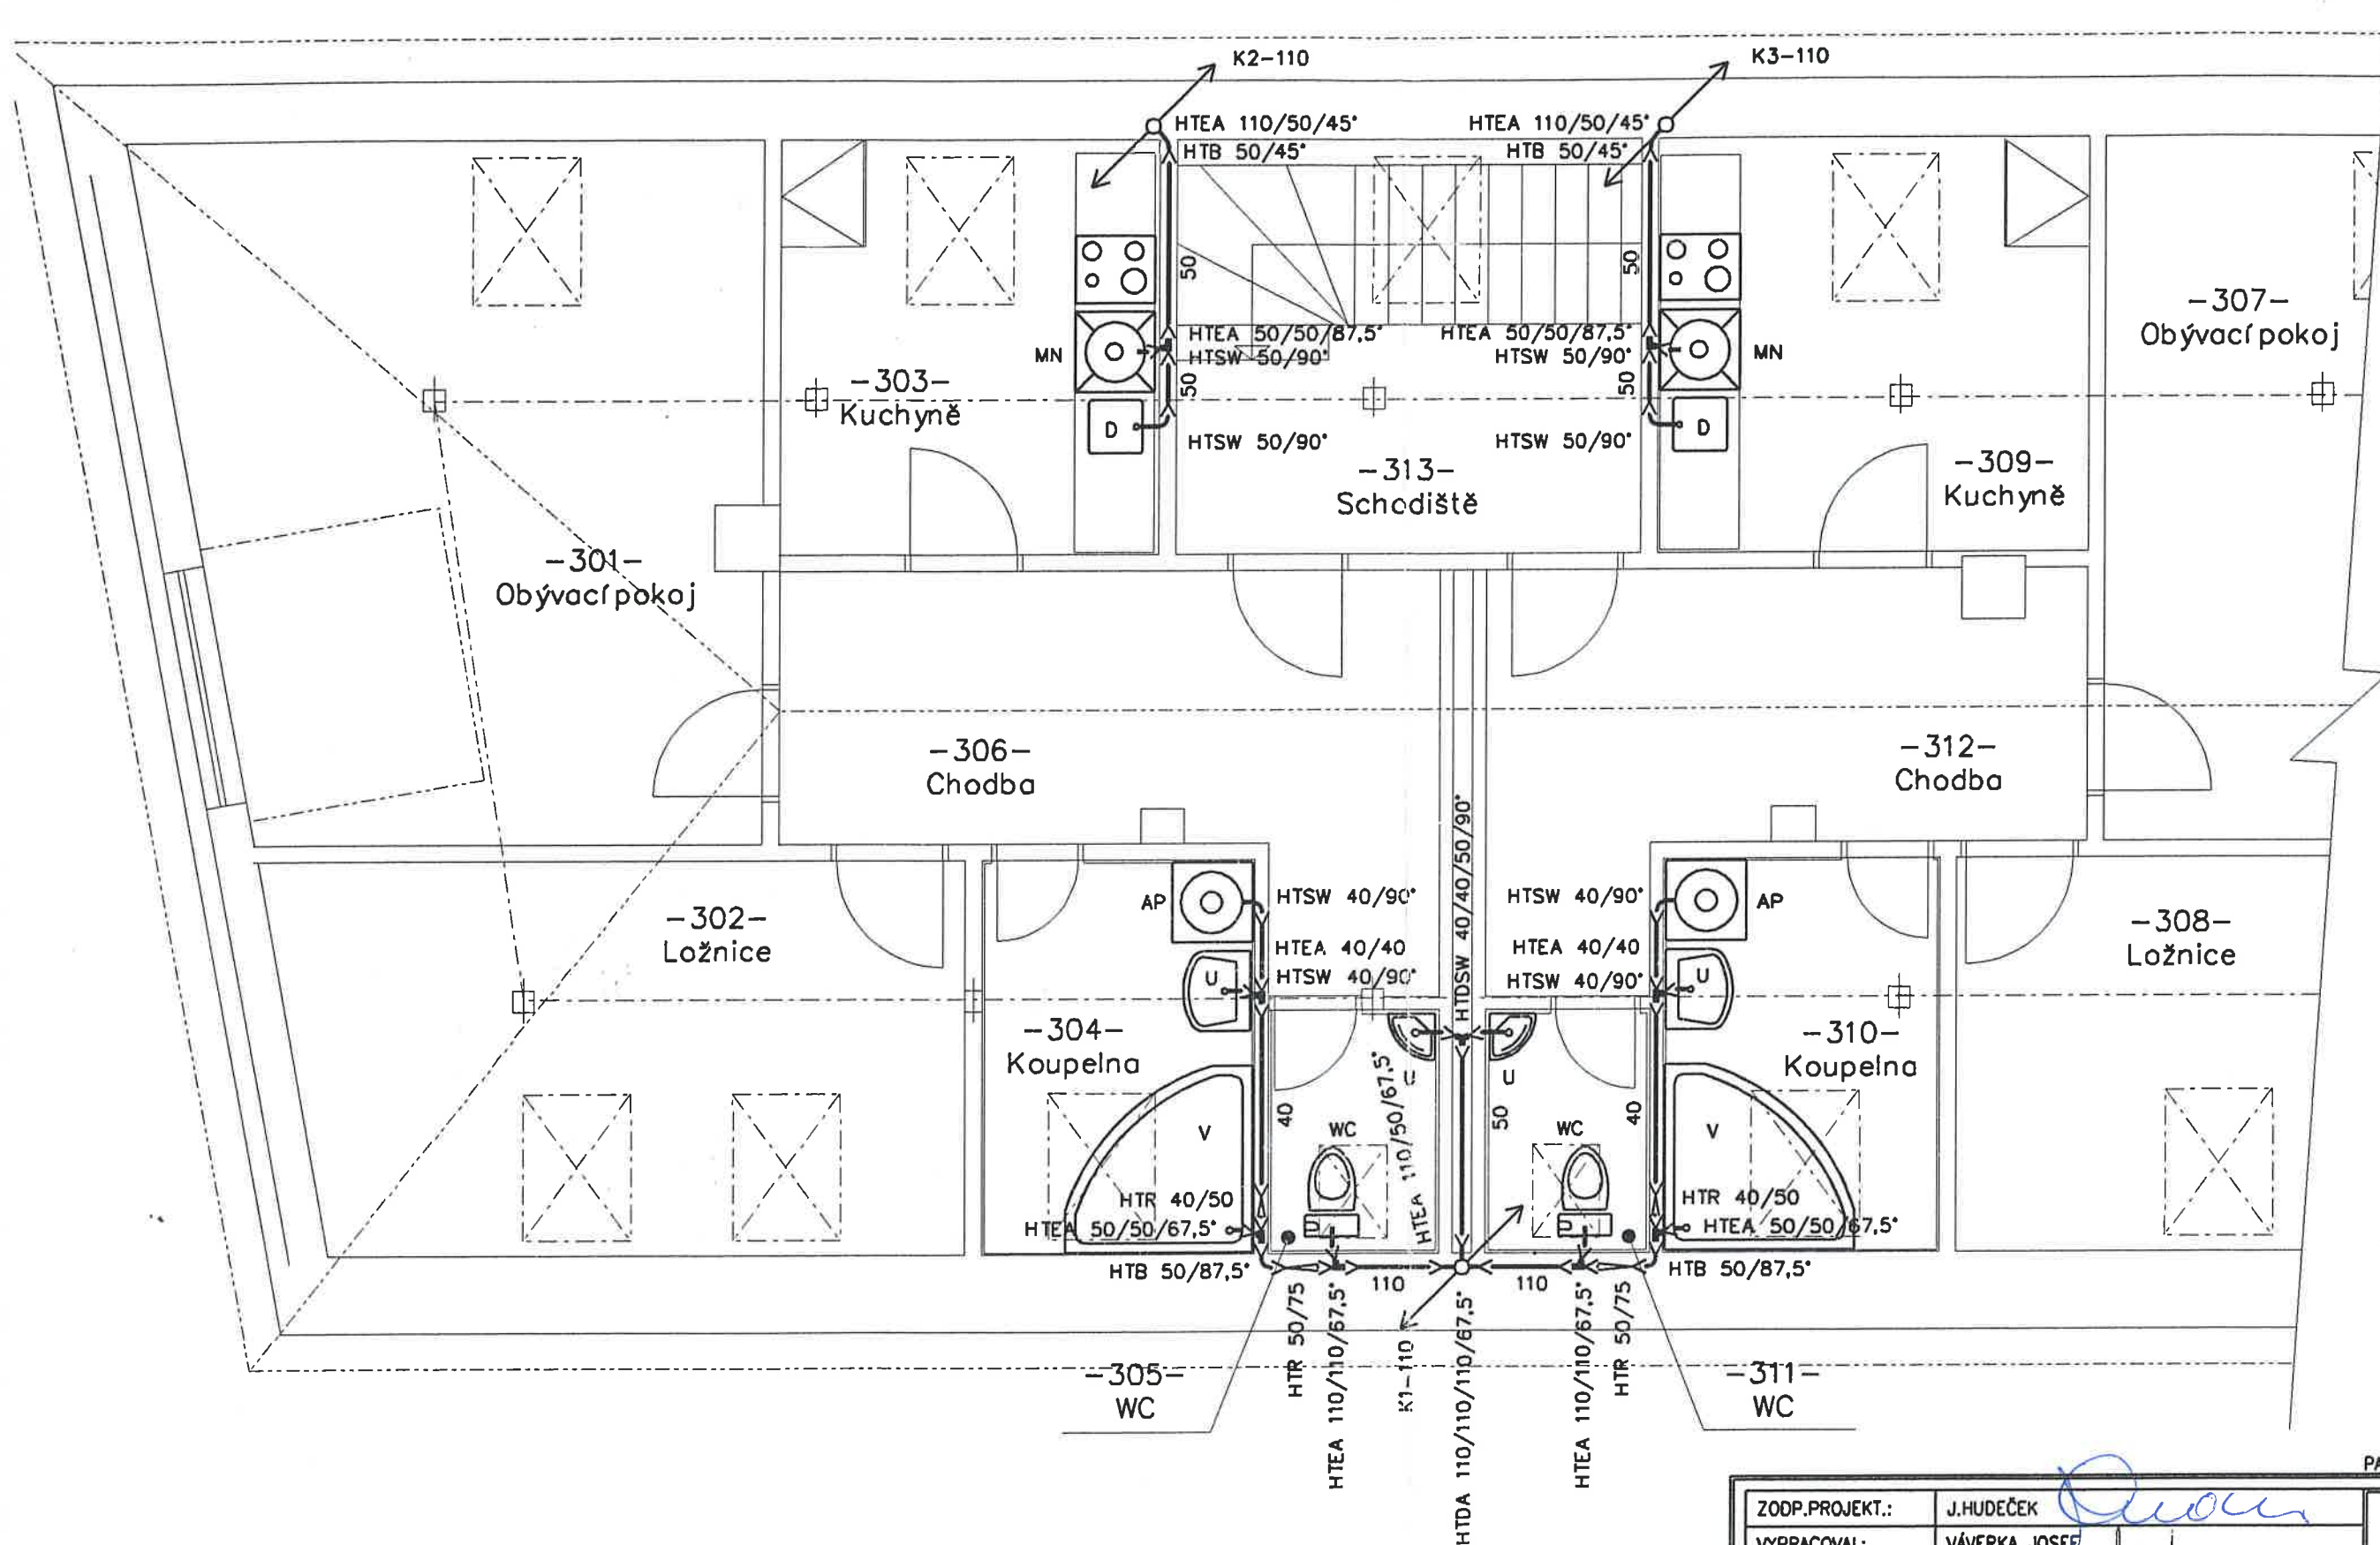 K2-110
K3-110
HTEA 110/50/45°
HTEA 110/50/45°
HTB 50/45°
HTB 50/45°
50
50
-307-
Obývací pokoj
HTEA 50/50/87,5°
HTEA 50/50/87,5°
MN
HTSW 50/90°
HTSW 50/90°
MN
-303-
Kuchyně
50
50
D
HTSW 50/90°
HTSW 50/90°
D
-313-
Schodiště
-309-
Kuchyně
-301-
Obývací pokoj
-306-
Chodba
-312-
Chodba
HTDSW 40/40/50/90°
AP
HTSW 40/90°
HTSW 40/90°
AP
-302-
Ložnice
-308-
Ložnice
HTEA 40/40
HTEA 40/40
U
HTSW 40/90°
HTSW 40/90°
U
-304-
Koupelna
-310-
Koupelna
U
U
HTEA 110/50/67,5°
40
50
40
V
WC
WC
V
HTR 40/50
HTR 40/50
HTEA 50/50/67,5°
HTEA 50/50/67,5°
HTB 50/87,5°
HTB 50/87,5°
110
110
HTR 50/75
HTEA 110/110/67,5°
K1-110
HTDA 110/110/110/67,5°
HTEA 110/110/67,5°
HTR 50/75
-305-
WC
-311-
WC
ZODP.PROJEKT.: J.HUDEČEK
VYPRACOVAL: VÁVERKA JOSEF